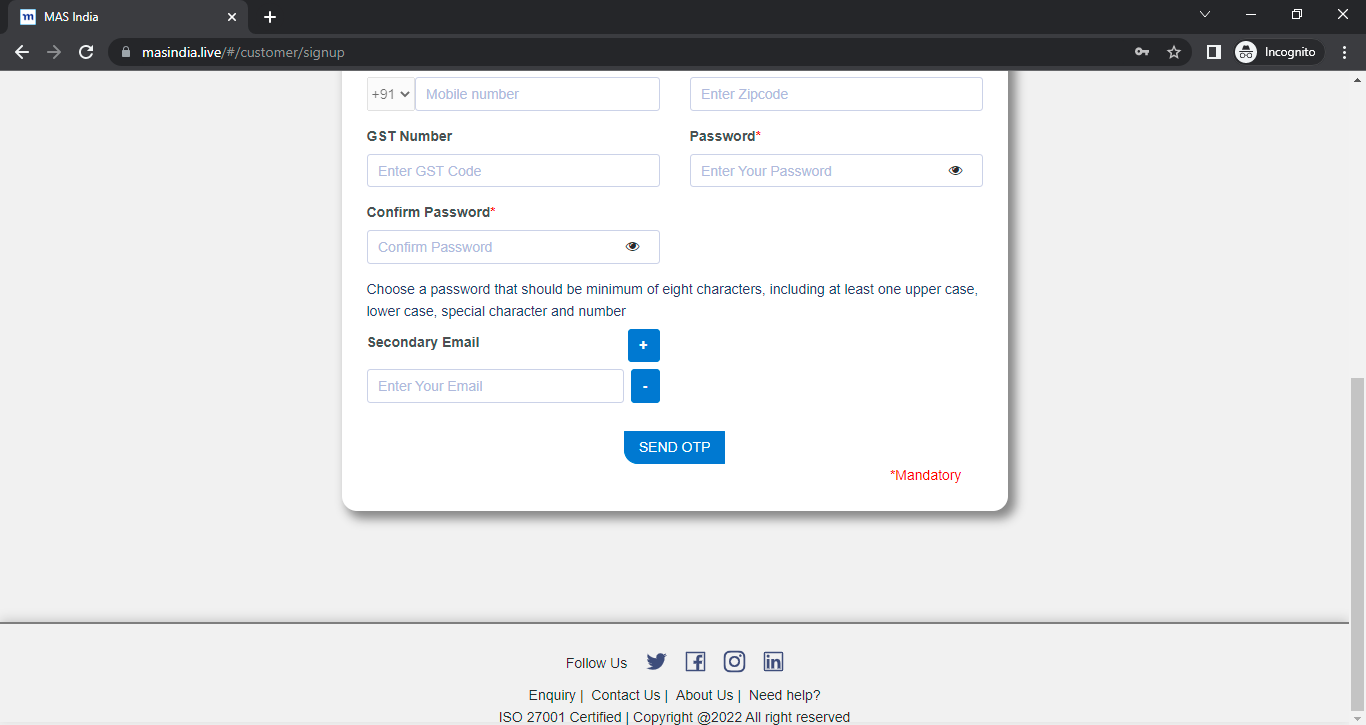 m MAS India
masindia.live/#/customer/signup
Incognito
+91 Mobile number
Enter Zipcode
GST Number
Password*
Enter GST Code
Enter Your Password
Confirm Password*
Confirm Password
Choose a password that should be minimum of eight characters, including at least one upper case,
lower case, special character and number
Secondary Email
+
Enter Your Email
-
SEND OTP
*Mandatory
Follow Us
Enquiry | Contact Us | About Us | Need help?
ISO 27001 Certified | Copyright @2022 All right reserved